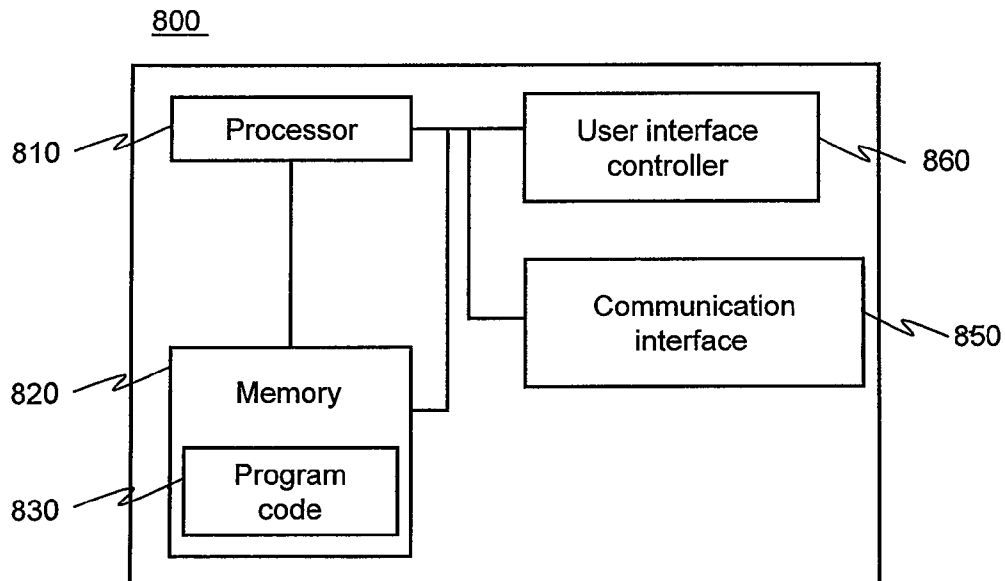 800
Processor
810
User interface
controller
860
Communication
interface
850
820
Memory
830
Program
code